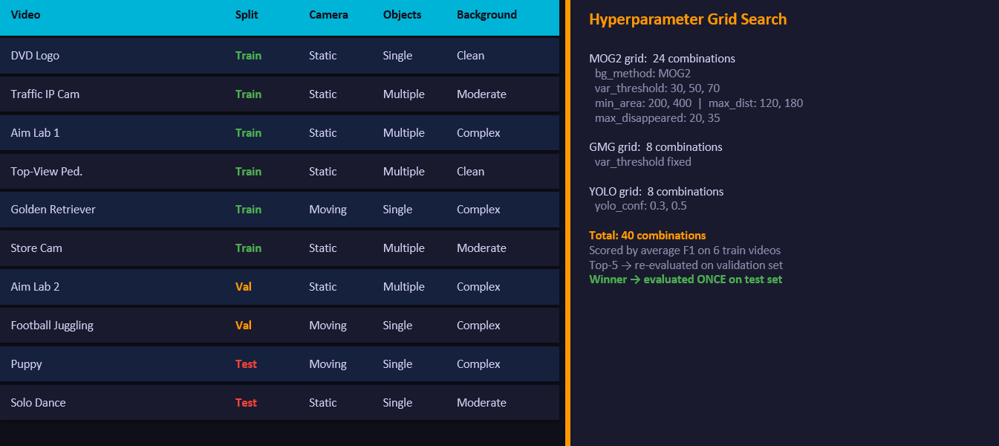 Video Split Camera Objects Background
DVD Logo Train Static Single Clean
Traffic IP Cam Train Static Multiple Moderate
Aim Lab 1 Train Static Multiple Complex
Top-View Ped. Train Static Multiple Clean
Golden Retriever Train Moving Single Complex
Store Cam Train Static Multiple Moderate
Aim Lab 2 Val Static Multiple Complex
Football Juggling Val Moving Single Complex
Puppy Test Moving Single Complex
Solo Dance Test Static Single Moderate
Hyperparameter Grid Search
MOG2 grid: 24 combinations
bg_method: MOG2
var_threshold: 30, 50, 70
min_area: 200, 400 | max_dist: 120, 180
max_disappeared: 20, 35
GMG grid: 8 combinations
var_threshold fixed
YOLO grid: 8 combinations
yolo_conf: 0.3, 0.5
Total: 40 combinations
Scored by average F1 on 6 train videos
Top-5 → re-evaluated on validation set
Winner → evaluated ONCE on test set